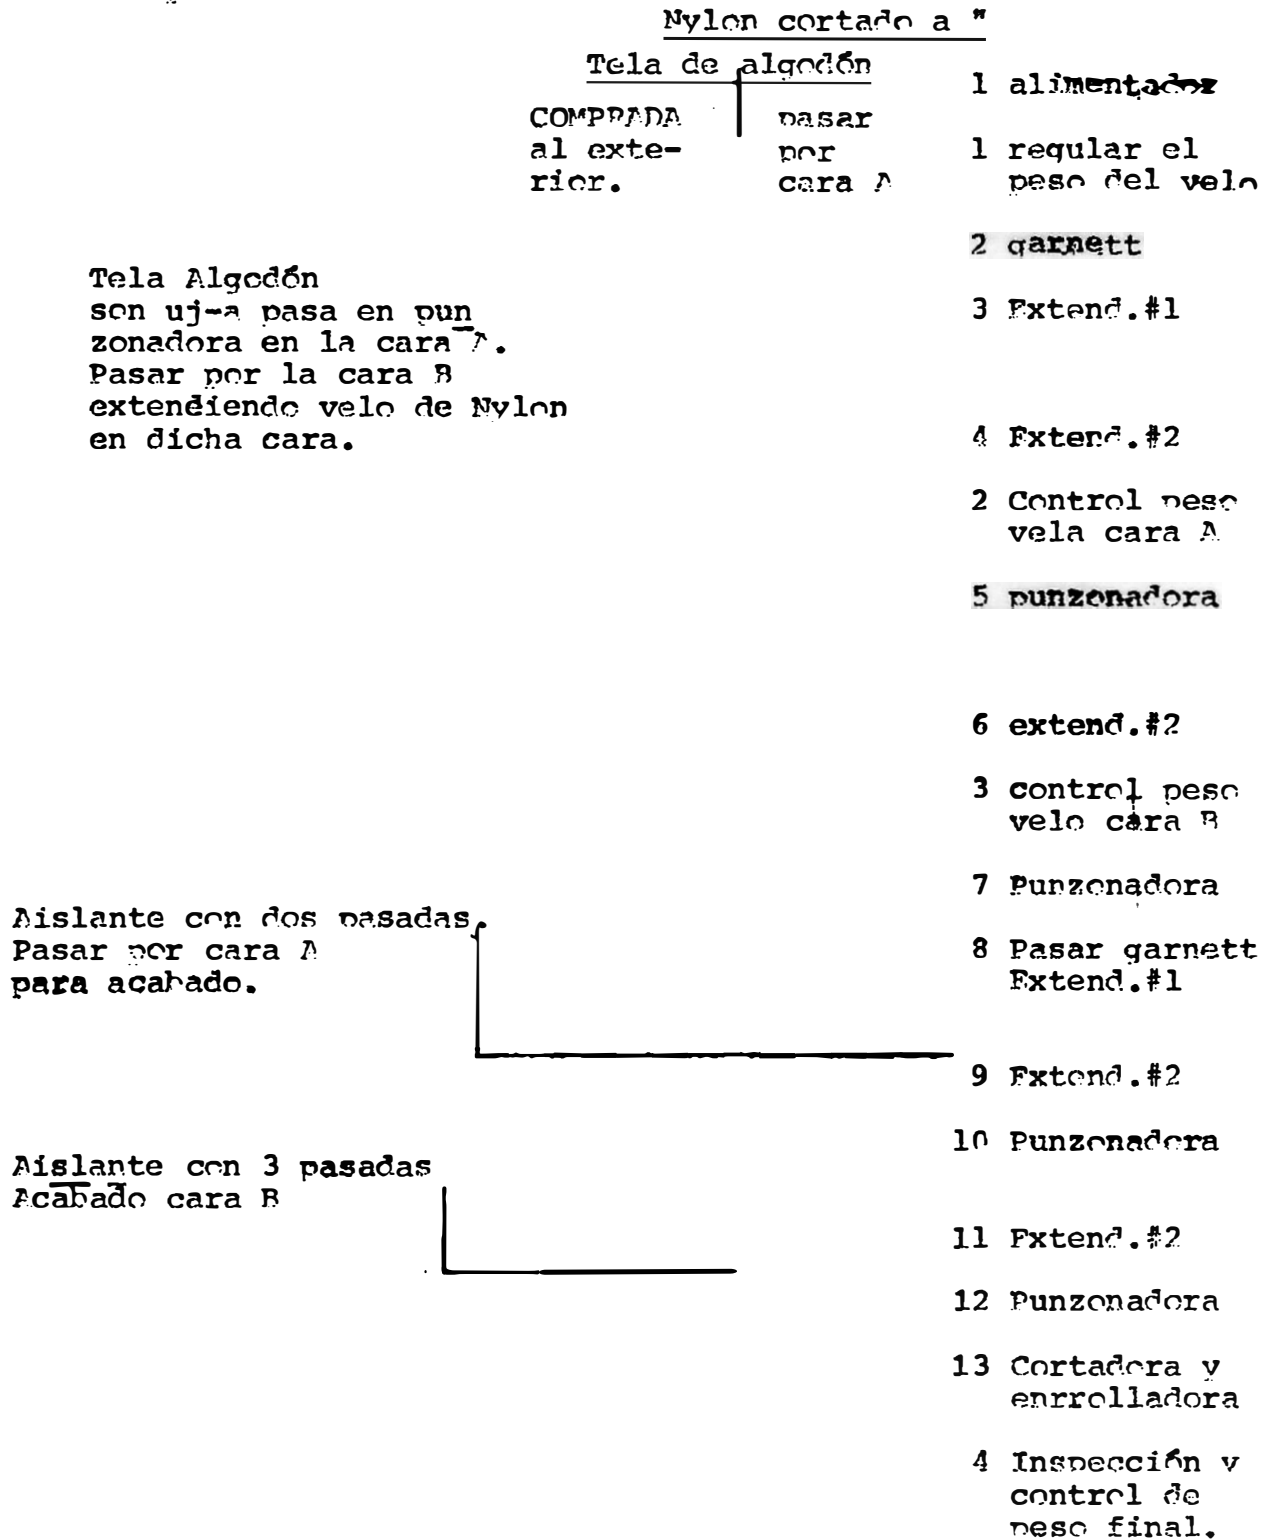 Nylon cortado a "
Tela de algodón
COMPRADA
al exte-
rior.
pasar
por
cara A
1 alimentador
1 regular el
peso del velo
2 garnett
Tela Algodón
son uj-a pasa en pun
zonadora en la cara A.
Pasar por la cara B
extendiendo velo de Nylon
en dicha cara.
3 Extend.#1
4 Extend.#2
2 Control peso
vela cara A
5 punzonadora
6 extend.#2
3 control peso
velo cara B
7 Punzonadora
Aislante con dos pasadas.
Pasar por cara A
para acabado.
8 Pasar garnett
Extend.#1
9 Extend.#2
10 Punzonadora
Aislante con 3 pasadas
Acabado cara B
11 Extend.#2
12 Punzonadora
13 Cortadora y
enrrolladora
4 Inspección y
control de
peso final.